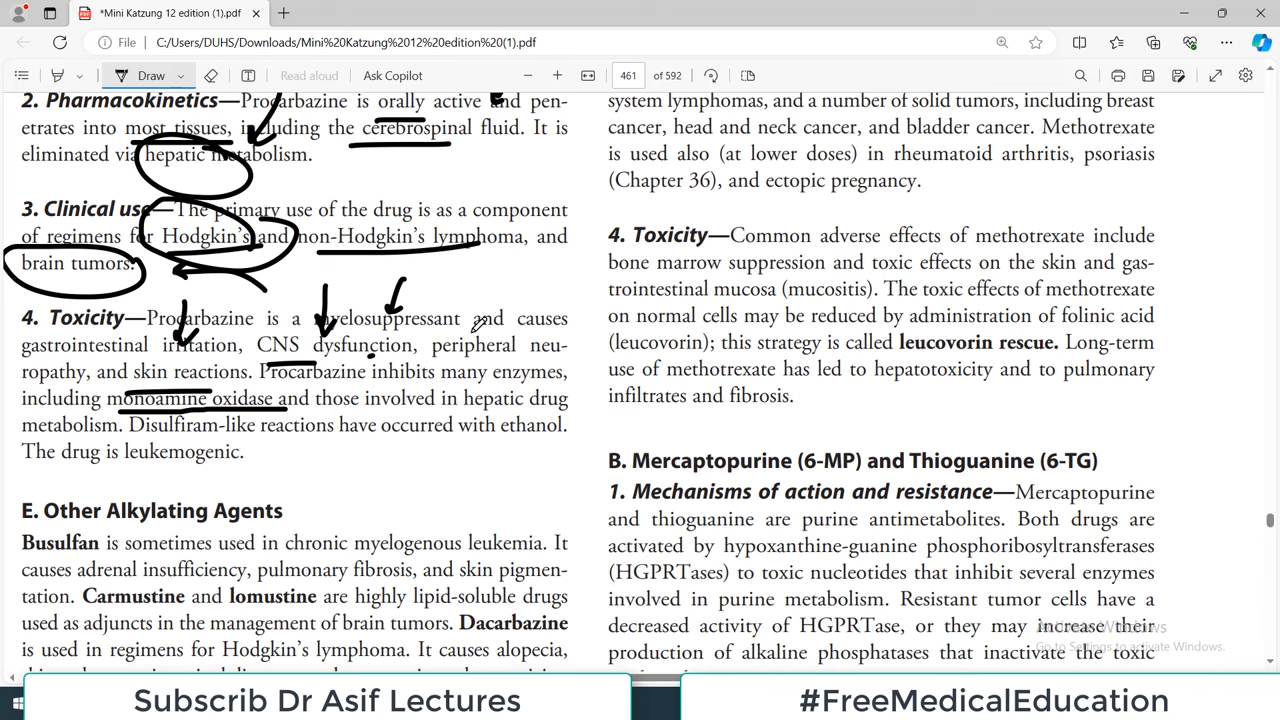 *Mini Katzung 12 edition (1).pdf
File
C:/Users/DUHS/Downloads/Mini%20Katzung%2012%20edition%20(1).pdf
Draw
Read aloud
Ask Copilot
461 of 592
2. Pharmacokinetics—Procarbazine is orally active and pen-
etrates into most tissues, including the cerebrospinal fluid. It is
eliminated via hepatic metabolism.
3. Clinical use—The primary use of the drug is as a component
of regimens for Hodgkin's and non-Hodgkin's lymphoma, and
brain tumors.
4. Toxicity—Procarbazine is a myelosuppressant and causes
gastrointestinal irritation, CNS dysfunction, peripheral neu-
ropathy, and skin reactions. Procarbazine inhibits many enzymes,
including monoamine oxidase and those involved in hepatic drug
metabolism. Disulfiram-like reactions have occurred with ethanol.
The drug is leukemogenic.
E. Other Alkylating Agents
Busulfan is sometimes used in chronic myelogenous leukemia. It
causes adrenal insufficiency, pulmonary fibrosis, and skin pigmen-
tation. Carmustine and lomustine are highly lipid-soluble drugs
used as adjuncts in the management of brain tumors. Dacarbazine
is used in regimens for Hodgkin's lymphoma. It causes alopecia,
system lymphomas, and a number of solid tumors, including breast
cancer, head and neck cancer, and bladder cancer. Methotrexate
is used also (at lower doses) in rheumatoid arthritis, psoriasis
(Chapter 36), and ectopic pregnancy.
4. Toxicity—Common adverse effects of methotrexate include
bone marrow suppression and toxic effects on the skin and gas-
trointestinal mucosa (mucositis). The toxic effects of methotrexate
on normal cells may be reduced by administration of folinic acid
(leucovorin); this strategy is called leucovorin rescue. Long-term
use of methotrexate has led to hepatotoxicity and to pulmonary
infiltrates and fibrosis.
B. Mercaptopurine (6-MP) and Thioguanine (6-TG)
1. Mechanisms of action and resistance—Mercaptopurine
and thioguanine are purine antimetabolites. Both drugs are
activated by hypoxanthine-guanine phosphoribosyltransferases
(HGPRTases) to toxic nucleotides that inhibit several enzymes
involved in purine metabolism. Resistant tumor cells have a
decreased activity of HGPRTase, or they may increase their
production of alkaline phosphatases that inactivate the toxic
Activate Windows
Go to Settings to activate Windows.
Subscrib Dr Asif Lectures
#FreeMedicalEducation